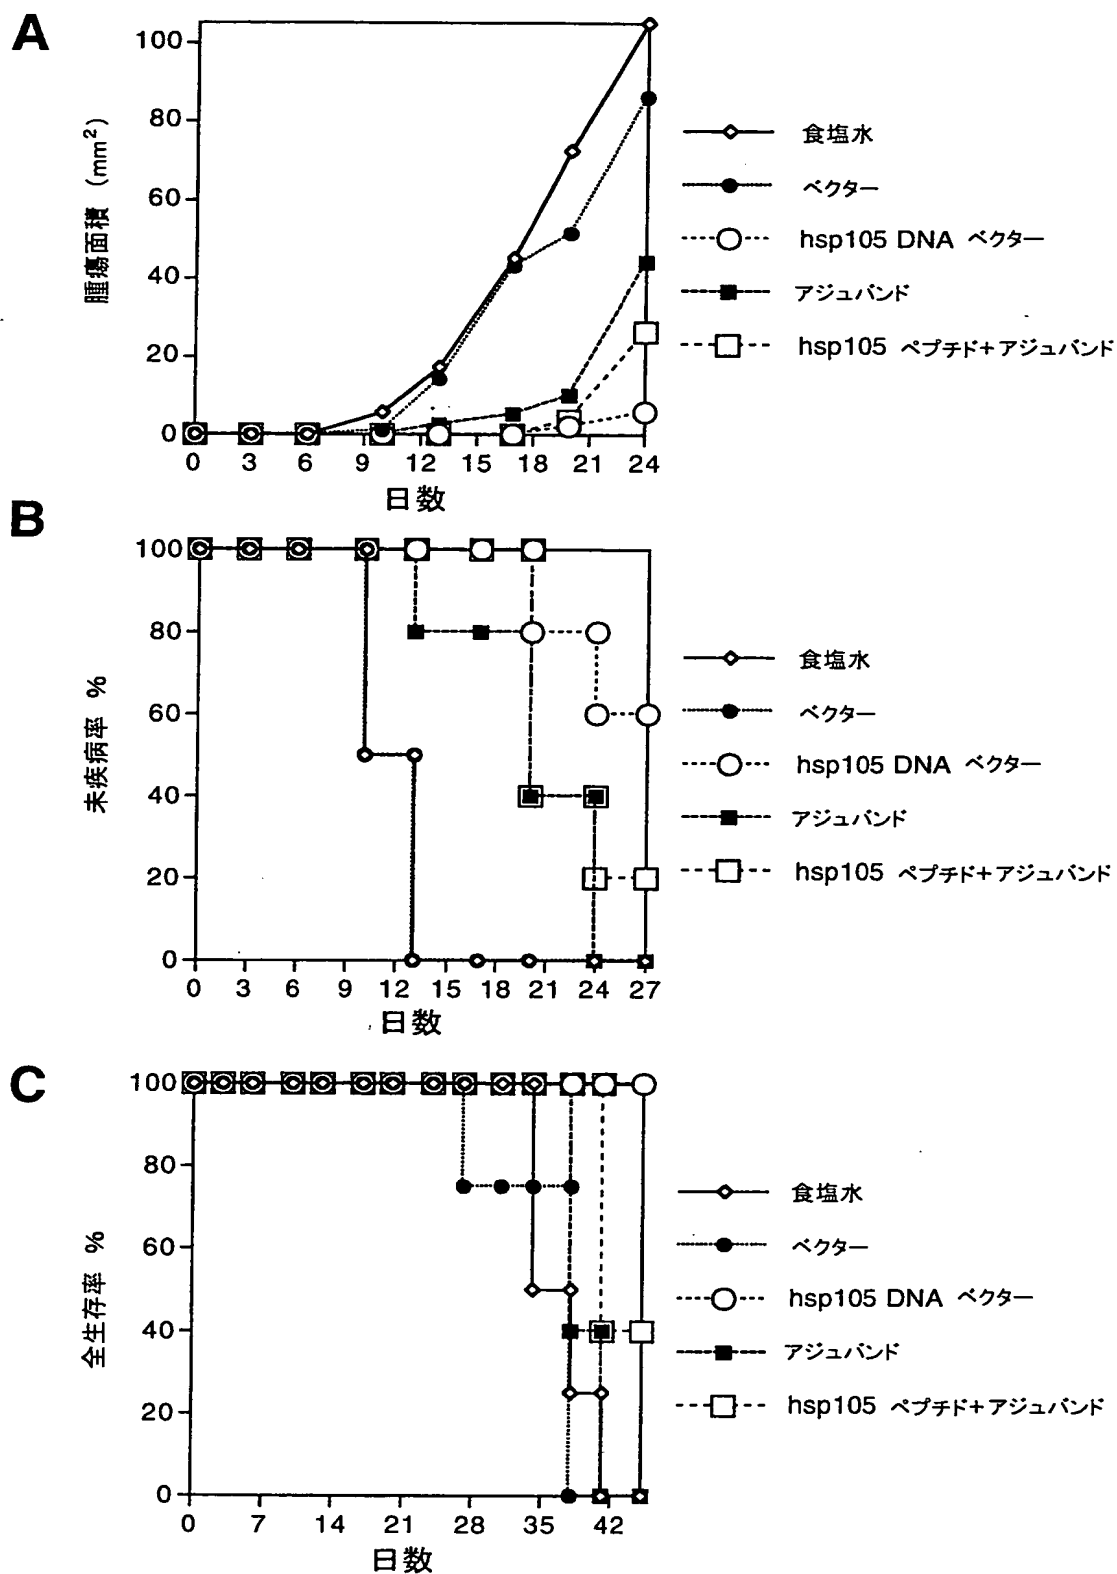 A
100
80
60
40
20
0
腫瘍面積 (mm²)
0 3 6 9 12 15 18 21 24
日数
食塩水
ベクター
hsp105 DNA ベクター
アジュバンド
hsp105 ペプチド+アジュバンド
B
100
80
60
40
20
0
未疾病率 %
0 3 6 9 12 15 18 21 24 27
日数
食塩水
ベクター
hsp105 DNA ベクター
アジュバンド
hsp105 ペプチド+アジュバンド
C
100
80
60
40
20
0
全生存率 %
0 7 14 21 28 35 42
日数
食塩水
ベクター
hsp105 DNA ベクター
アジュバンド
hsp105 ペプチド+アジュバンド